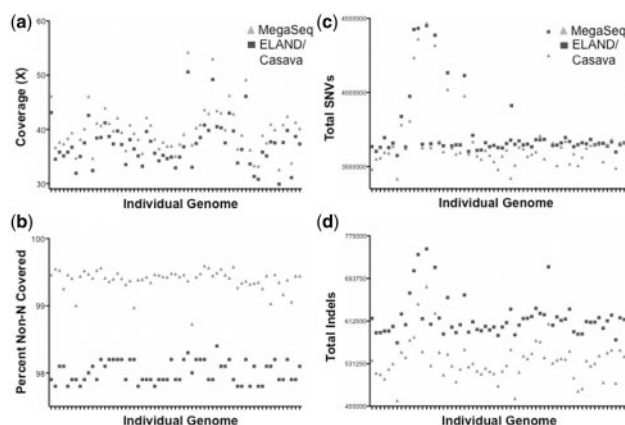 (a)
MegaSeq
ELAND/
Casava
60
50
40
30
Coverage (X)
Individual Genome
(b)
100
99
98
Percent Non-N Covered
Individual Genome
(c)
MegaSeq
ELAND/
Casava
4500000
4000000
3500000
Total SNVs
Individual Genome
(d)
775000
693750
612500
531250
450000
Total Indels
Individual Genome